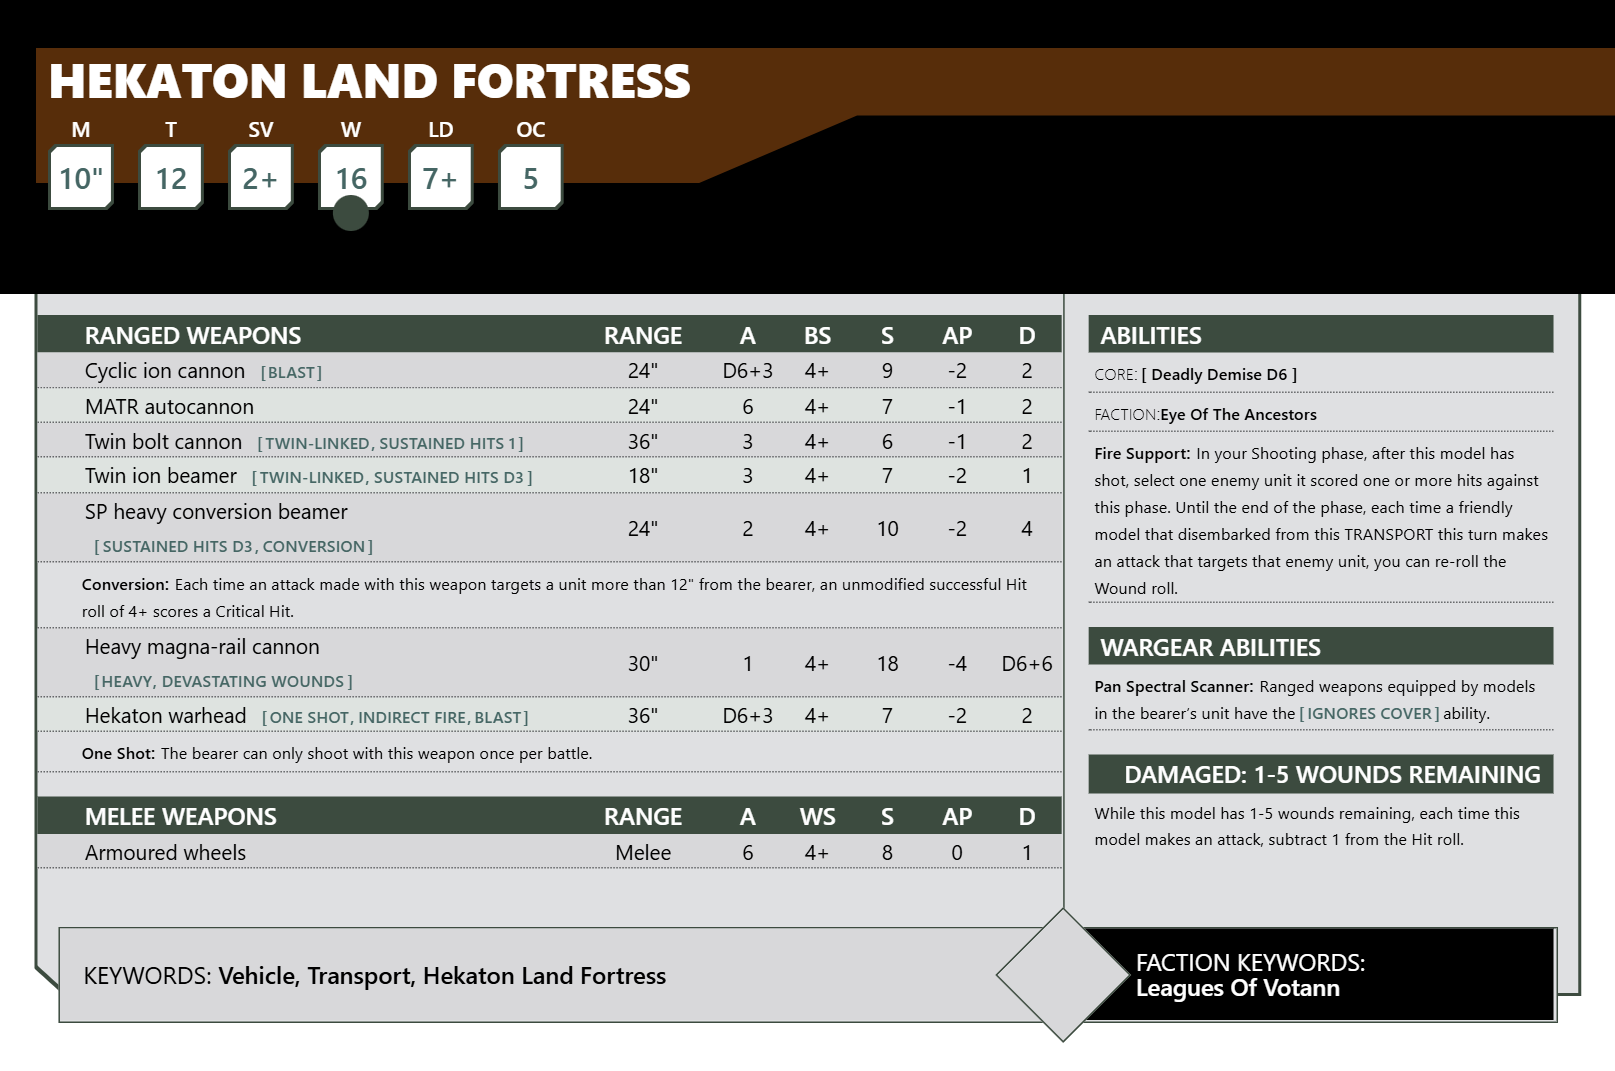 HEKATON LAND FORTRESS
M T SV W LD OC
10" 12 2+ 16 7+ 5
RANGED WEAPONS RANGE A BS S AP D
Cyclic ion cannon [BLAST] 24" D6+3 4+ 9 -2 2
MATR autocannon 24" 6 4+ 7 -1 2
Twin bolt cannon [TWIN-LINKED, SUSTAINED HITS 1] 36" 3 4+ 6 -1 2
Twin ion beamer [TWIN-LINKED, SUSTAINED HITS D3] 18" 3 4+ 7 -2 1
SP heavy conversion beamer
24" 2 4+ 10 -2 4
[SUSTAINED HITS D3, CONVERSION]
Conversion: Each time an attack made with this weapon targets a unit more than 12" from the bearer, an unmodified successful Hit
roll of 4+ scores a Critical Hit.
Heavy magna-rail cannon
30" 1 4+ 18 -4 D6+6
[HEAVY, DEVASTATING WOUNDS]
Hekaton warhead [ONE SHOT, INDIRECT FIRE, BLAST] 36" D6+3 4+ 7 -2 2
One Shot: The bearer can only shoot with this weapon once per battle.
MELEE WEAPONS RANGE A WS S AP D
Armoured wheels Melee 6 4+ 8 0 1
ABILITIES
CORE: [ Deadly Demise D6 ]
FACTION:Eye Of The Ancestors
Fire Support: In your Shooting phase, after this model has
shot, select one enemy unit it scored one or more hits against
this phase. Until the end of the phase, each time a friendly
model that disembarked from this TRANSPORT this turn makes
an attack that targets that enemy unit, you can re-roll the
Wound roll.
WARGEAR ABILITIES
Pan Spectral Scanner: Ranged weapons equipped by models
in the bearer's unit have the [IGNORES COVER] ability.
DAMAGED: 1-5 WOUNDS REMAINING
While this model has 1-5 wounds remaining, each time this
model makes an attack, subtract 1 from the Hit roll.
KEYWORDS: Vehicle, Transport, Hekaton Land Fortress
FACTION KEYWORDS:
Leagues Of Votann